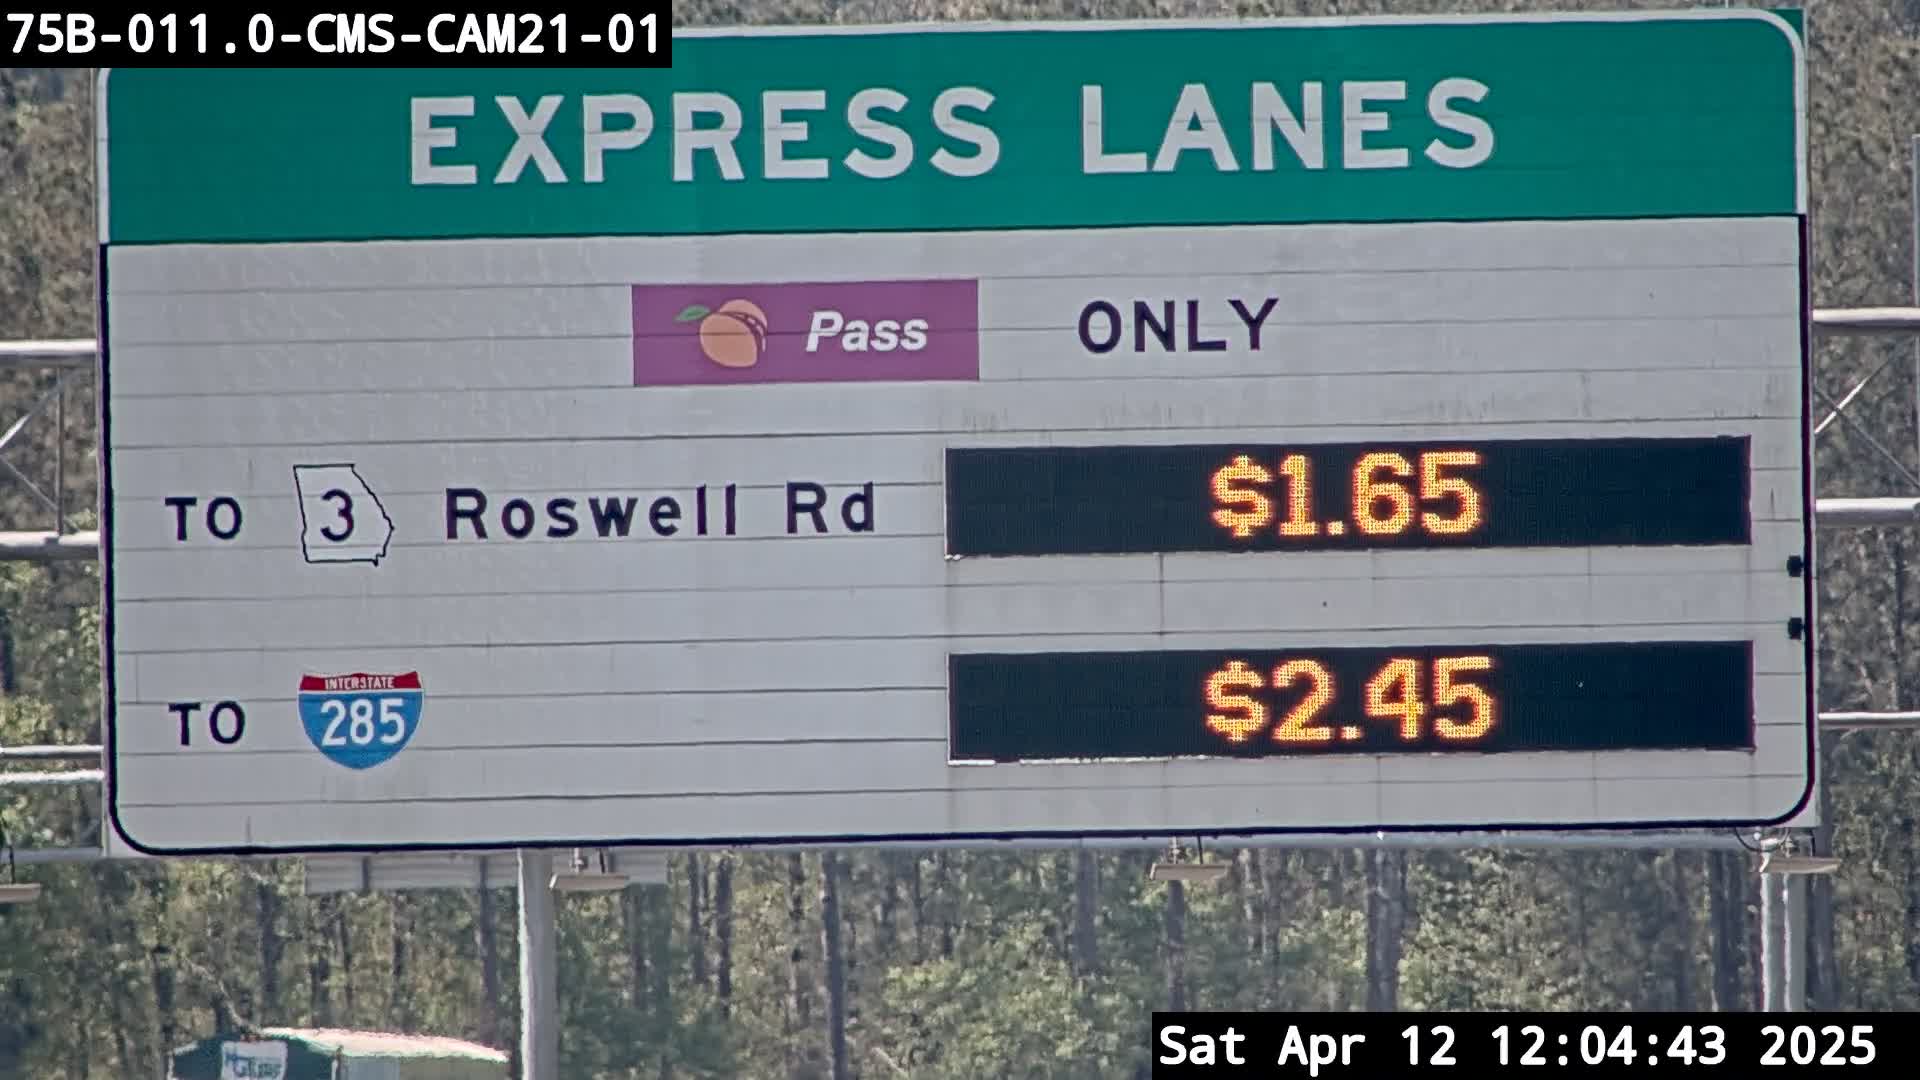 75B-011.0-CMS-CAM21-01
EXPRESS LANES
Pass ONLY
TO 3 Roswell Rd $1.65
INTERSTATE
TO 285 $2.45
Sat Apr 12 12:04:43 2025